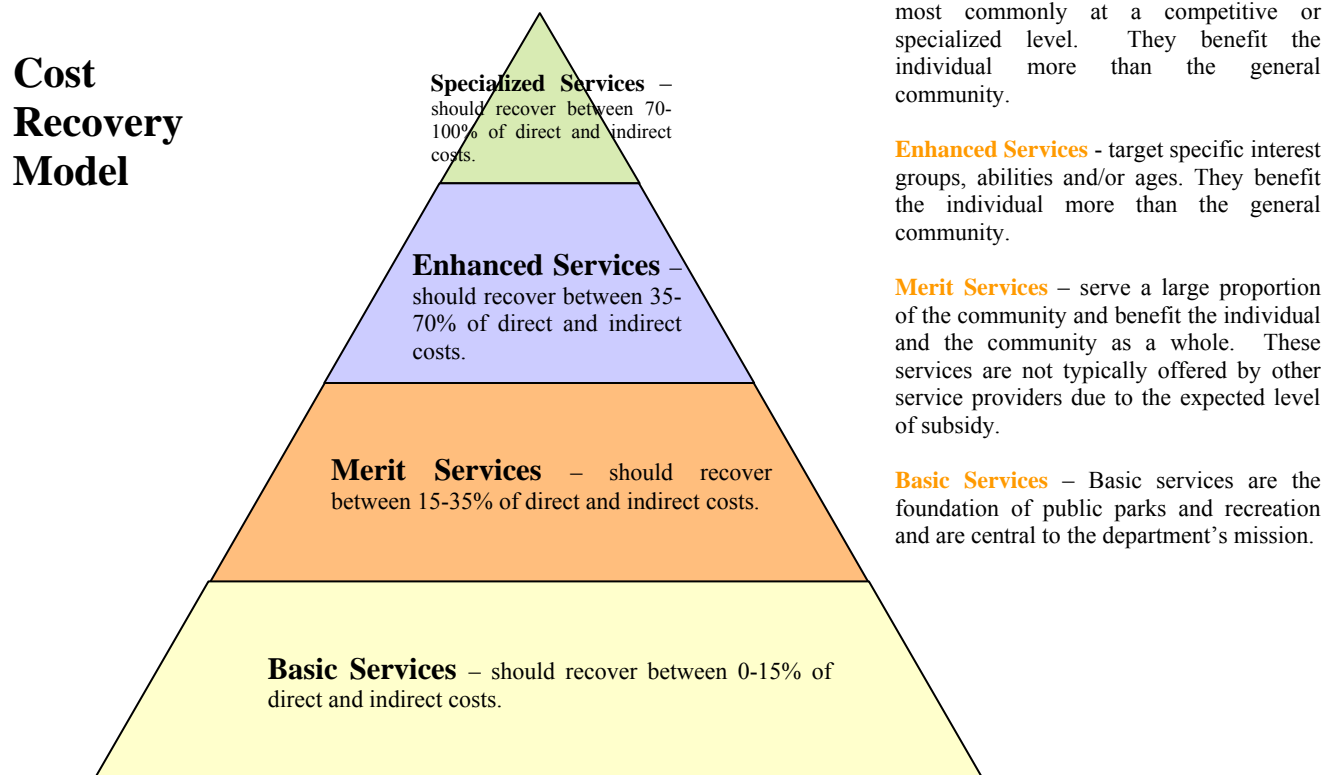 Cost
Recovery
Model
Specialized Services –
should recover between 70-
100% of direct and indirect
costs.
Enhanced Services –
should recover between 35-
70% of direct and indirect
costs.
Merit Services – should recover
between 15-35% of direct and indirect costs.
Basic Services – should recover between 0-15% of
direct and indirect costs.
most commonly at a competitive or
specialized level. They benefit the
individual more than the general
community.
Enhanced Services - target specific interest
groups, abilities and/or ages. They benefit
the individual more than the general
community.
Merit Services – serve a large proportion
of the community and benefit the individual
and the community as a whole. These
services are not typically offered by other
service providers due to the expected level
of subsidy.
Basic Services – Basic services are the
foundation of public parks and recreation
and are central to the department's mission.